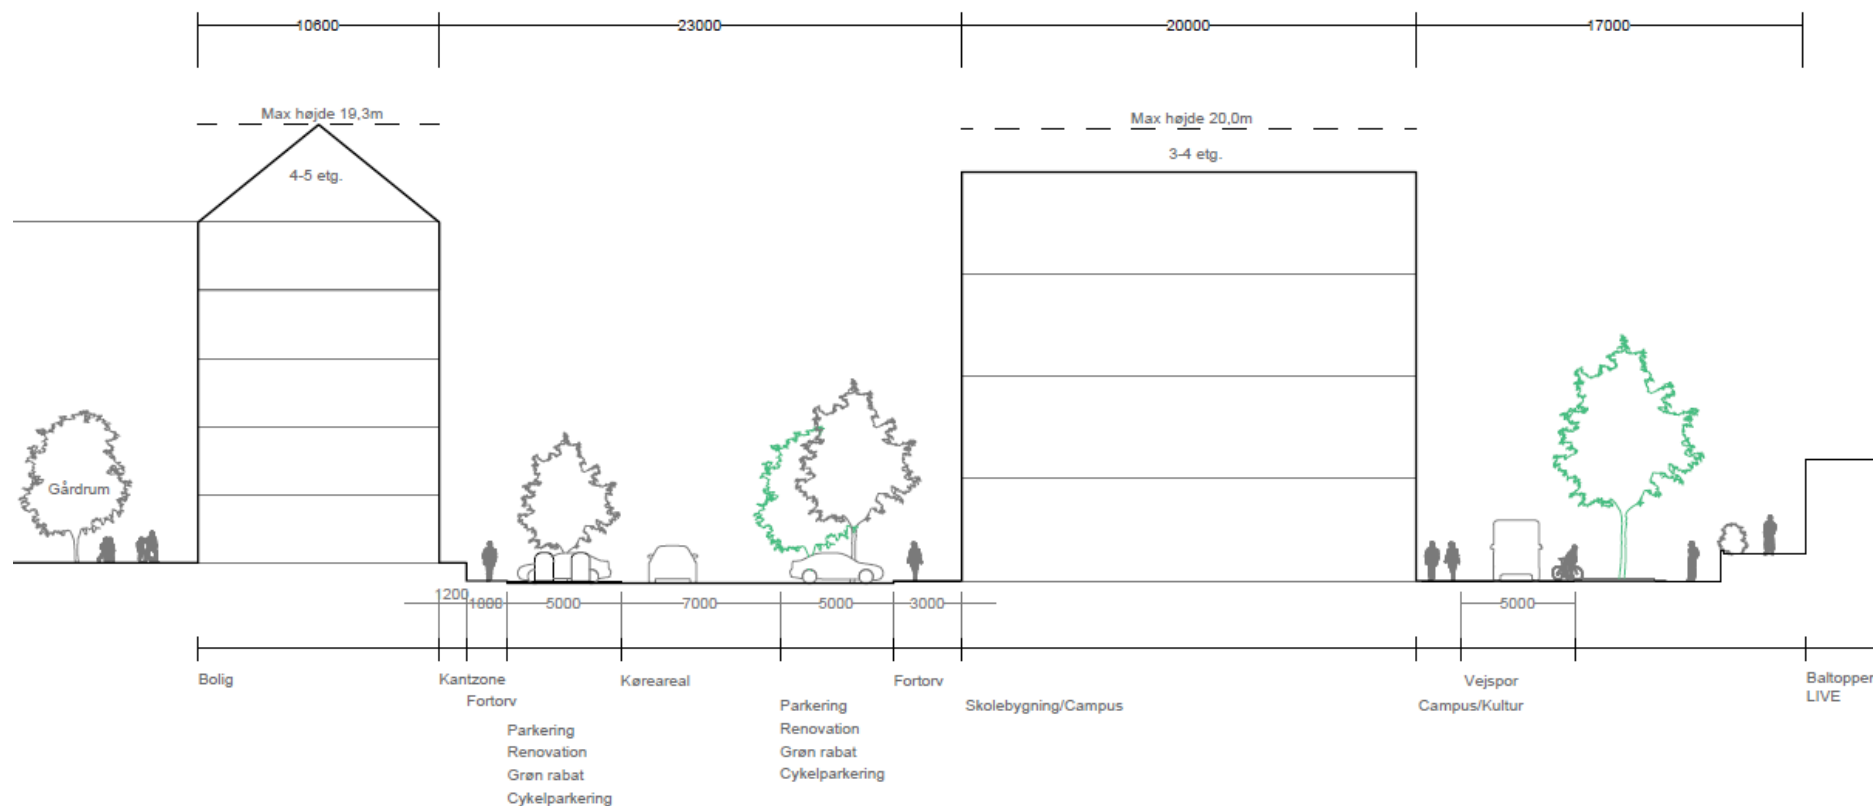 10600
23000
20000
17000
Max højde 19,3m
4-5 etg.
Max højde 20,0m
3-4 etg.
Gårdrum
1200
1800
5000
7000
5000
3000
5000
Bolig
Kantzone
Fortorv
Parkering
Renovation
Grøn rabat
Cykelparkering
Køreareal
Parkering
Renovation
Grøn rabat
Cykelparkering
Fortorv
Skolebygning/Campus
Vejspor
Campus/Kultur
Baltopper
LIVE